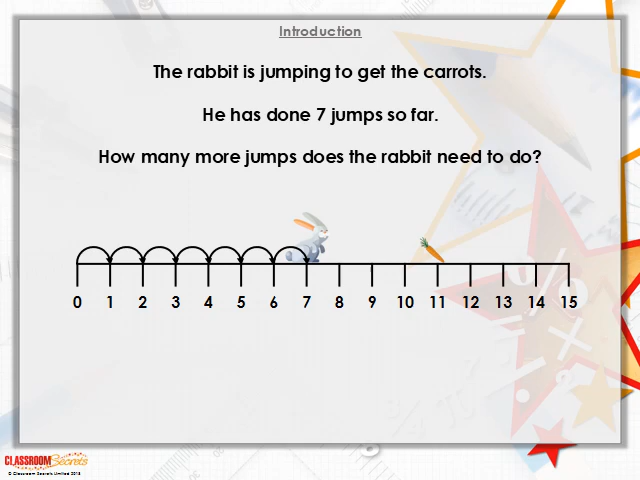 Introduction
The rabbit is jumping to get the carrots.
He has done 7 jumps so far.
How many more jumps does the rabbit need to do?
0 1 2 3 4 5 6 7 8 9 10 11 12 13 14 15
CLASSROOM Secrets
© Classroom Secrets Limited 2018